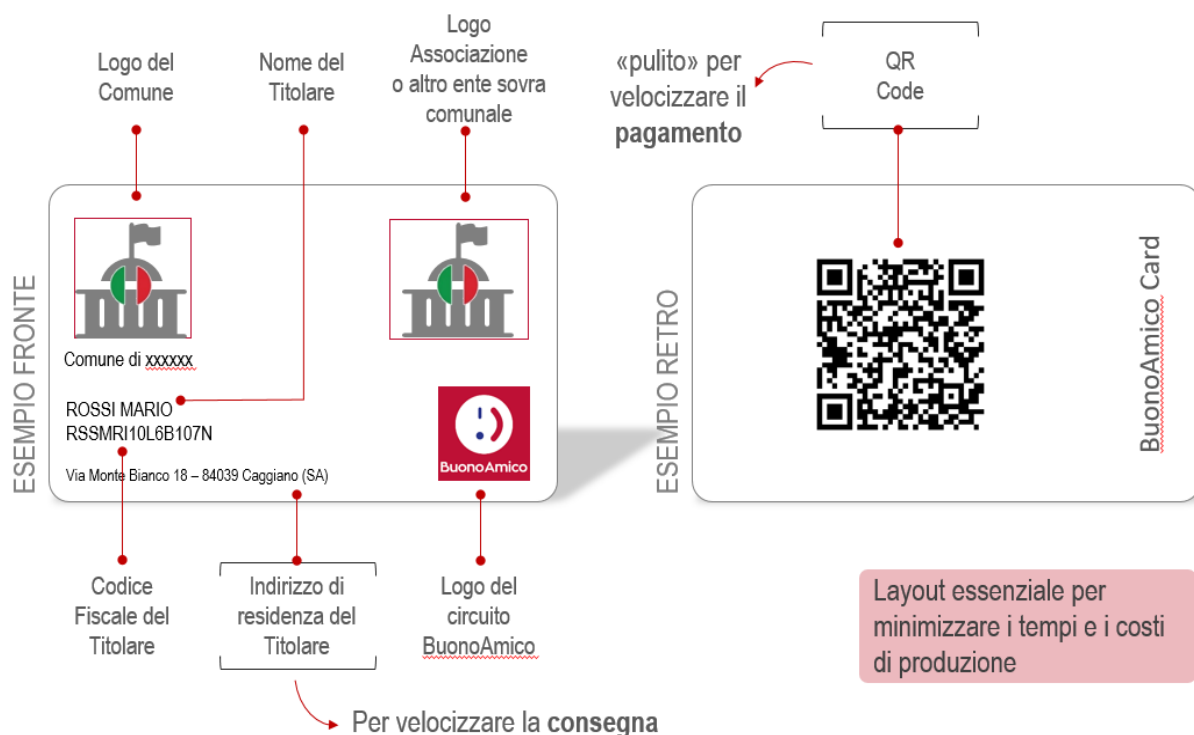 Logo del
Comune
Nome del
Titolare
Logo
Associazione
o altro ente sovra
comunale
«pulito» per
velocizzare il
pagamento
QR
Code
ESEMPIO FRONTE
Comune di xxxxxx
ROSSI MARIO
RSSMRI10L6B107N
Via Monte Bianco 18 – 84039 Caggiano (SA)
BuonoAmico
ESEMPIO RETRO
BuonoAmico Card
Codice
Fiscale del
Titolare
Indirizzo di
residenza del
Titolare
Logo del
circuito
BuonoAmico
Layout essenziale per
minimizzare i tempi e i costi
di produzione
Per velocizzare la consegna